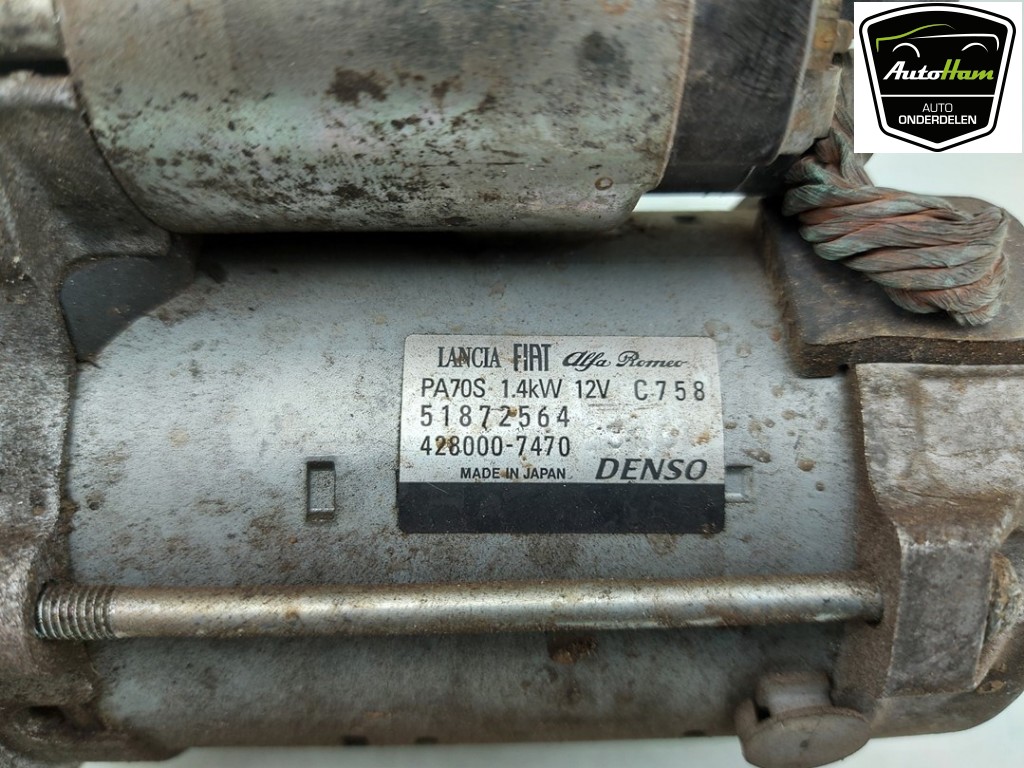 AutoHam
AUTO
ONDERDELEN
LANCIA FIAT Alfa Romeo
PA70S 1.4kW 12V C758
51872564
428000-7470
MADE IN JAPAN DENSO